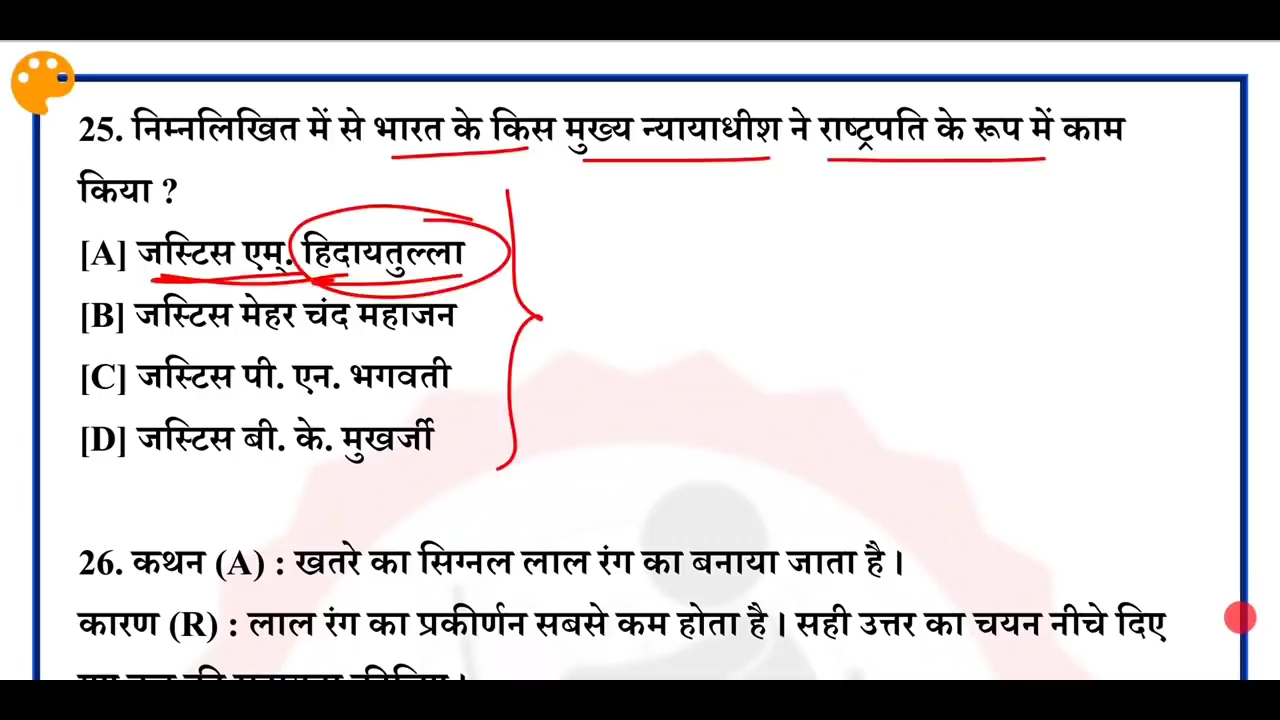 25. निम्नलिखित में से भारत के किस मुख्य न्यायाधीश ने राष्ट्रपति के रूप में काम
किया ?
[A] जस्टिस एम्. हिदायतुल्ला
[B] जस्टिस मेहर चंद महाजन
[C] जस्टिस पी. एन. भगवती
[D] जस्टिस बी. के. मुखर्जी
26. कथन (A) : खतरे का सिग्नल लाल रंग का बनाया जाता है।
कारण (R) : लाल रंग का प्रकीर्णन सबसे कम होता है। सही उत्तर का चयन नीचे दिए